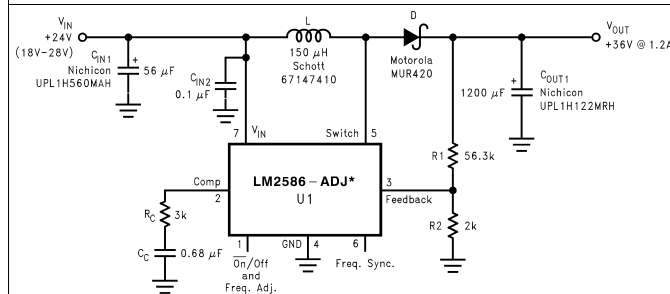 V_IN
+24V
(18V–28V)
C_IN1
Nichicon
UPL1H560MAH
+
56 μF
C_IN2
0.1 μF
L
150 μH
Schott
67147410
D
Motorola
MUR420
V_OUT
+36V @ 1.2A
1200 μF
+
C_OUT1
Nichicon
UPL1H122MRH
7
V_IN
Switch
5
R1
56.3k
LM2586–ADJ*
U1
Comp
2
3
Feedback
R_C
3k
R2
2k
C_C
0.68 μF
1
On/Off
and
Freq. Adj.
GND
4
6
Freq. Sync.